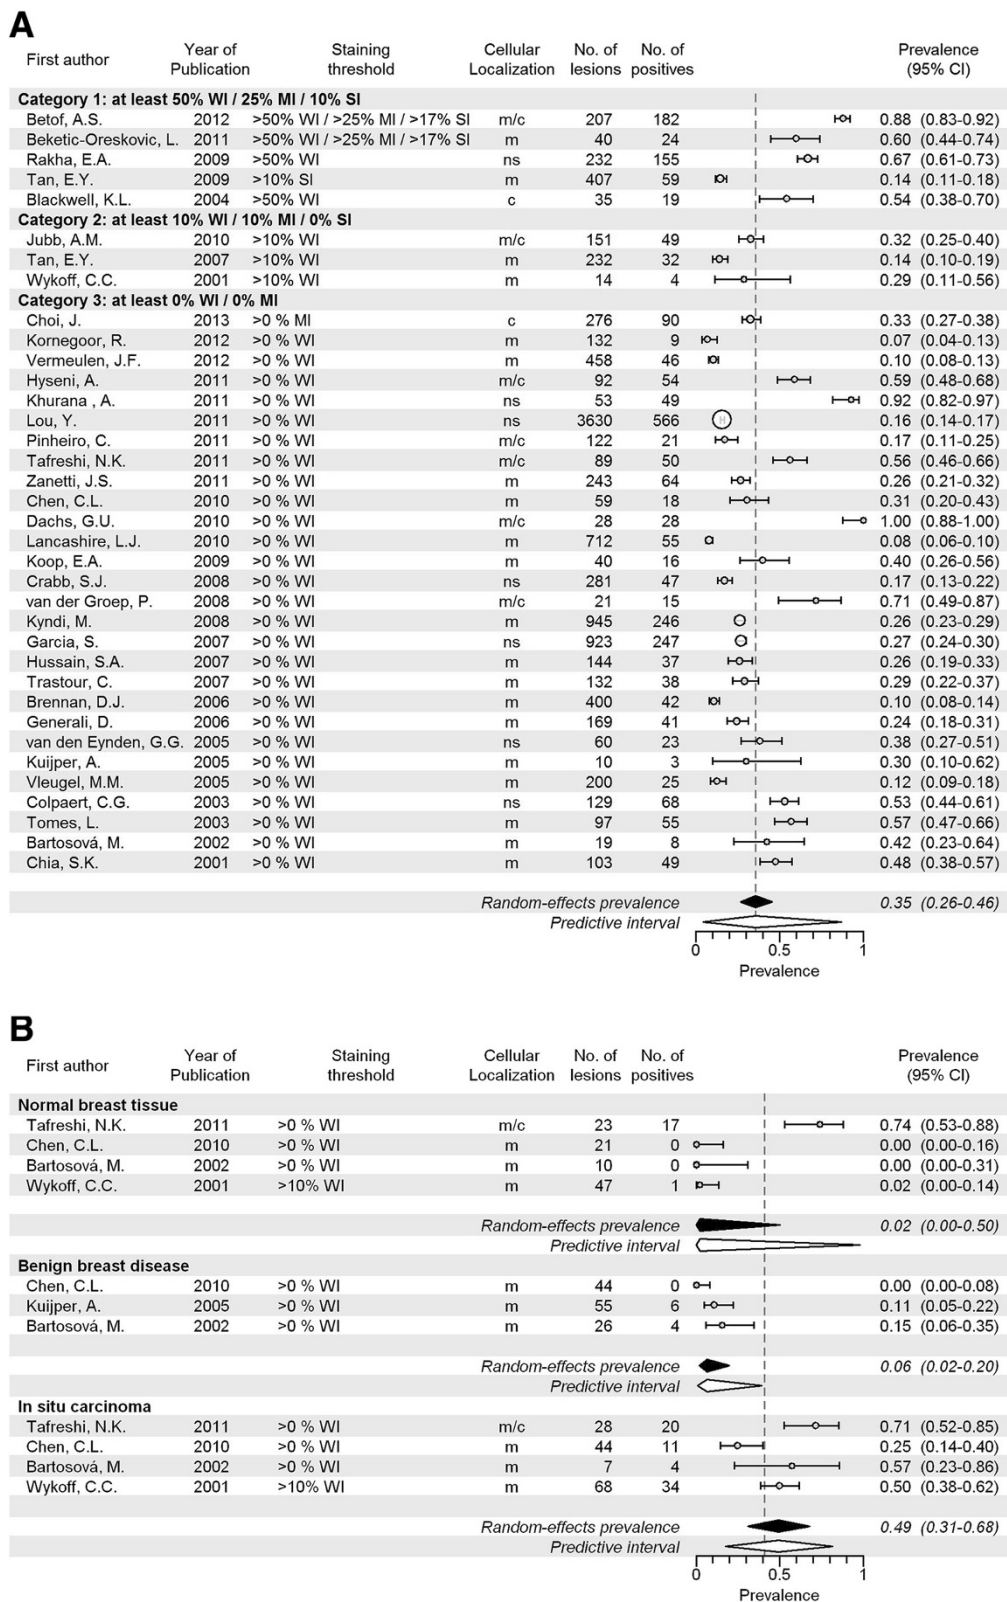 A
First author Year of Publication Staining threshold Cellular Localization No. of lesions No. of positives Prevalence (95% CI)
Category 1: at least 50% WI / 25% MI / 10% SI
Betof, A.S. 2012 >50% WI / >25% MI / >17% SI m/c 207 182 0.88 (0.83-0.92)
Beketic-Oreskovic, L. 2011 >50% WI / >25% MI / >17% SI m 40 24 0.60 (0.44-0.74)
Rakha, E.A. 2009 >50% WI ns 232 155 0.67 (0.61-0.73)
Tan, E.Y. 2009 >10% SI m 407 59 0.14 (0.11-0.18)
Blackwell, K.L. 2004 >50% WI c 35 19 0.54 (0.38-0.70)
Category 2: at least 10% WI / 10% MI / 0% SI
Jubb, A.M. 2010 >10% WI m/c 151 49 0.32 (0.25-0.40)
Tan, E.Y. 2007 >10% WI m 232 32 0.14 (0.10-0.19)
Wykoff, C.C. 2001 >10% WI m 14 4 0.29 (0.11-0.56)
Category 3: at least 0% WI / 0% MI
Choi, J. 2013 >0 % MI c 276 90 0.33 (0.27-0.38)
Kornegoor, R. 2012 >0 % WI m 132 9 0.07 (0.04-0.13)
Vermeulen, J.F. 2012 >0 % WI m 458 46 0.10 (0.08-0.13)
Hyseni, A. 2011 >0 % WI m/c 92 54 0.59 (0.48-0.68)
Khurana , A. 2011 >0 % WI ns 53 49 0.92 (0.82-0.97)
Lou, Y. 2011 >0 % WI ns 3630 566 0.16 (0.14-0.17)
Pinheiro, C. 2011 >0 % WI m/c 122 21 0.17 (0.11-0.25)
Tafreshi, N.K. 2011 >0 % WI m/c 89 50 0.56 (0.46-0.66)
Zanetti, J.S. 2011 >0 % WI m 243 64 0.26 (0.21-0.32)
Chen, C.L. 2010 >0 % WI m 59 18 0.31 (0.20-0.43)
Dachs, G.U. 2010 >0 % WI m/c 28 28 1.00 (0.88-1.00)
Lancashire, L.J. 2010 >0 % WI m 712 55 0.08 (0.06-0.10)
Koop, E.A. 2009 >0 % WI m 40 16 0.40 (0.26-0.56)
Crabb, S.J. 2008 >0 % WI ns 281 47 0.17 (0.13-0.22)
van der Groep, P. 2008 >0 % WI m/c 21 15 0.71 (0.49-0.87)
Kyndi, M. 2008 >0 % WI m 945 246 0.26 (0.23-0.29)
Garcia, S. 2007 >0 % WI ns 923 247 0.27 (0.24-0.30)
Hussain, S.A. 2007 >0 % WI m 144 37 0.26 (0.19-0.33)
Trastour, C. 2007 >0 % WI m 132 38 0.29 (0.22-0.37)
Brennan, D.J. 2006 >0 % WI m 400 42 0.10 (0.08-0.14)
Generali, D. 2006 >0 % WI m 169 41 0.24 (0.18-0.31)
van den Eynden, G.G. 2005 >0 % WI ns 60 23 0.38 (0.27-0.51)
Kuijper, A. 2005 >0 % WI m 10 3 0.30 (0.10-0.62)
Vleugel, M.M. 2005 >0 % WI m 200 25 0.12 (0.09-0.18)
Colpaert, C.G. 2003 >0 % WI ns 129 68 0.53 (0.44-0.61)
Tomes, L. 2003 >0 % WI m 97 55 0.57 (0.47-0.66)
Bartosová, M. 2002 >0 % WI m 19 8 0.42 (0.23-0.64)
Chia, S.K. 2001 >0 % WI m 103 49 0.48 (0.38-0.57)
Random-effects prevalence 0.35 (0.26-0.46)
Predictive interval
0 0.5 1
Prevalence
B
First author Year of Publication Staining threshold Cellular Localization No. of lesions No. of positives Prevalence (95% CI)
Normal breast tissue
Tafreshi, N.K. 2011 >0 % WI m/c 23 17 0.74 (0.53-0.88)
Chen, C.L. 2010 >0 % WI m 21 0 0.00 (0.00-0.16)
Bartosová, M. 2002 >0 % WI m 10 0 0.00 (0.00-0.31)
Wykoff, C.C. 2001 >10% WI m 47 1 0.02 (0.00-0.14)
Random-effects prevalence 0.02 (0.00-0.50)
Predictive interval
Benign breast disease
Chen, C.L. 2010 >0 % WI m 44 0 0.00 (0.00-0.08)
Kuijper, A. 2005 >0 % WI m 55 6 0.11 (0.05-0.22)
Bartosová, M. 2002 >0 % WI m 26 4 0.15 (0.06-0.35)
Random-effects prevalence 0.06 (0.02-0.20)
Predictive interval
In situ carcinoma
Tafreshi, N.K. 2011 >0 % WI m/c 28 20 0.71 (0.52-0.85)
Chen, C.L. 2010 >0 % WI m 44 11 0.25 (0.14-0.40)
Bartosová, M. 2002 >0 % WI m 7 4 0.57 (0.23-0.86)
Wykoff, C.C. 2001 >10% WI m 68 34 0.50 (0.38-0.62)
Random-effects prevalence 0.49 (0.31-0.68)
Predictive interval
0 0.5 1
Prevalence